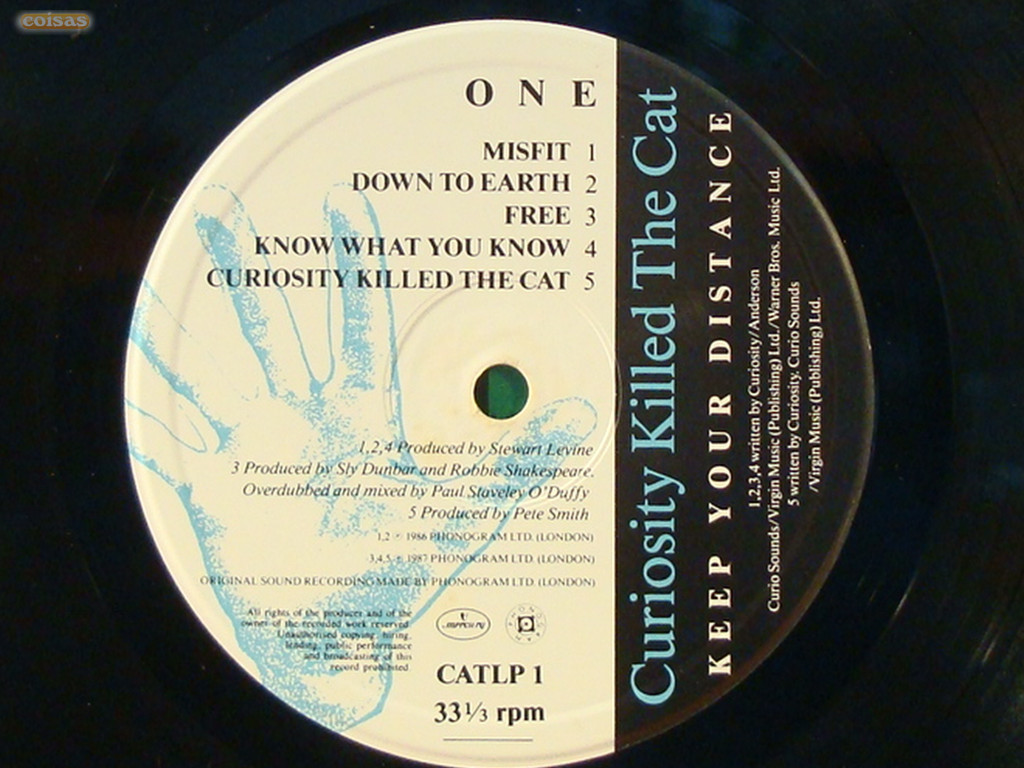 coisas
ONE
MISFIT 1
DOWN TO EARTH 2
FREE 3
KNOW WHAT YOU KNOW 4
CURIOSITY KILLED THE CAT 5
1,2,4 Produced by Stewart Levine
3 Produced by Sly Dunbar and Robbie Shakespeare.
Overdubbed and mixed by Paul Staveley O'Duffy
5 Produced by Pete Smith
1,2 ℗ 1986 PHONOGRAM LTD. (LONDON)
3,4,5, ℗ 1987 PHONOGRAM LTD. (LONDON)
ORIGINAL SOUND RECORDING MADE BY PHONOGRAM LTD. (LONDON)
All rights of the producer and of the
owner of the recorded work reserved.
Unauthorised copying, hiring,
lending, public performance
and broadcasting of this
record prohibited.
mercury
CATLP 1
33⅓ rpm
Curiosity Killed The Cat
KEEP YOUR DISTANCE
1,2,3,4 written by Curiosity/Anderson
Curio Sounds/Virgin Music (Publishing) Ltd./Warner Bros. Music Ltd.
5 written by Curiosity, Curio Sounds
/Virgin Music (Publishing) Ltd.